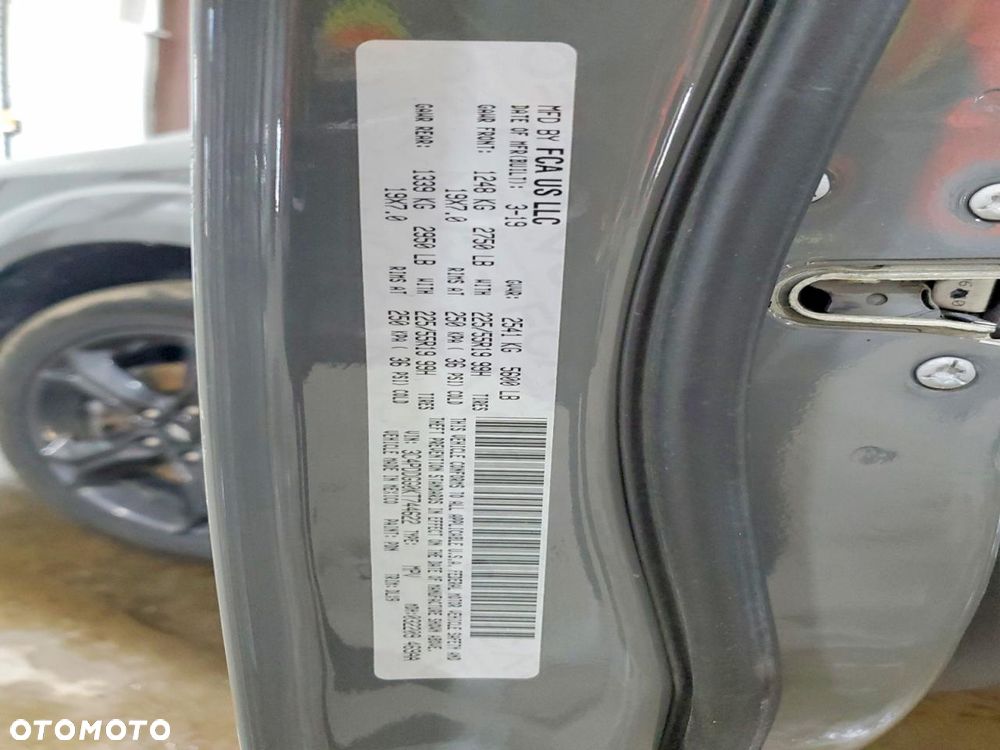 MFD BY FCA US LLC
DATE OF MFR(BUILT): 3-19 GVWR: 2541 KG 5600 LB
GAWR FRONT: 1248 KG 2750 LB WITH 225/55R19 99H TIRES
19X7.0 RIMS AT 250 KPA ( 36 PSI) COLD
GAWR REAR: 1339 KG 2950 LB WITH 225/55R19 99H TIRES
19X7.0 RIMS AT 250 KPA ( 36 PSI) COLD
THIS VEHICLE CONFORMS TO ALL APPLICABLE U.S.A. FEDERAL MOTOR VEHICLE SAFETY AND
THEFT PREVENTION STANDARDS IN EFFECT ON THE DATE OF MANUFACTURE SHOWN ABOVE.
VIN: 3C4PDDGG0KT744622 TYPE: MPV
VEHICLE MADE IN MEXICO PAINT: PDN TRIM: DLX9
OTOMOTO